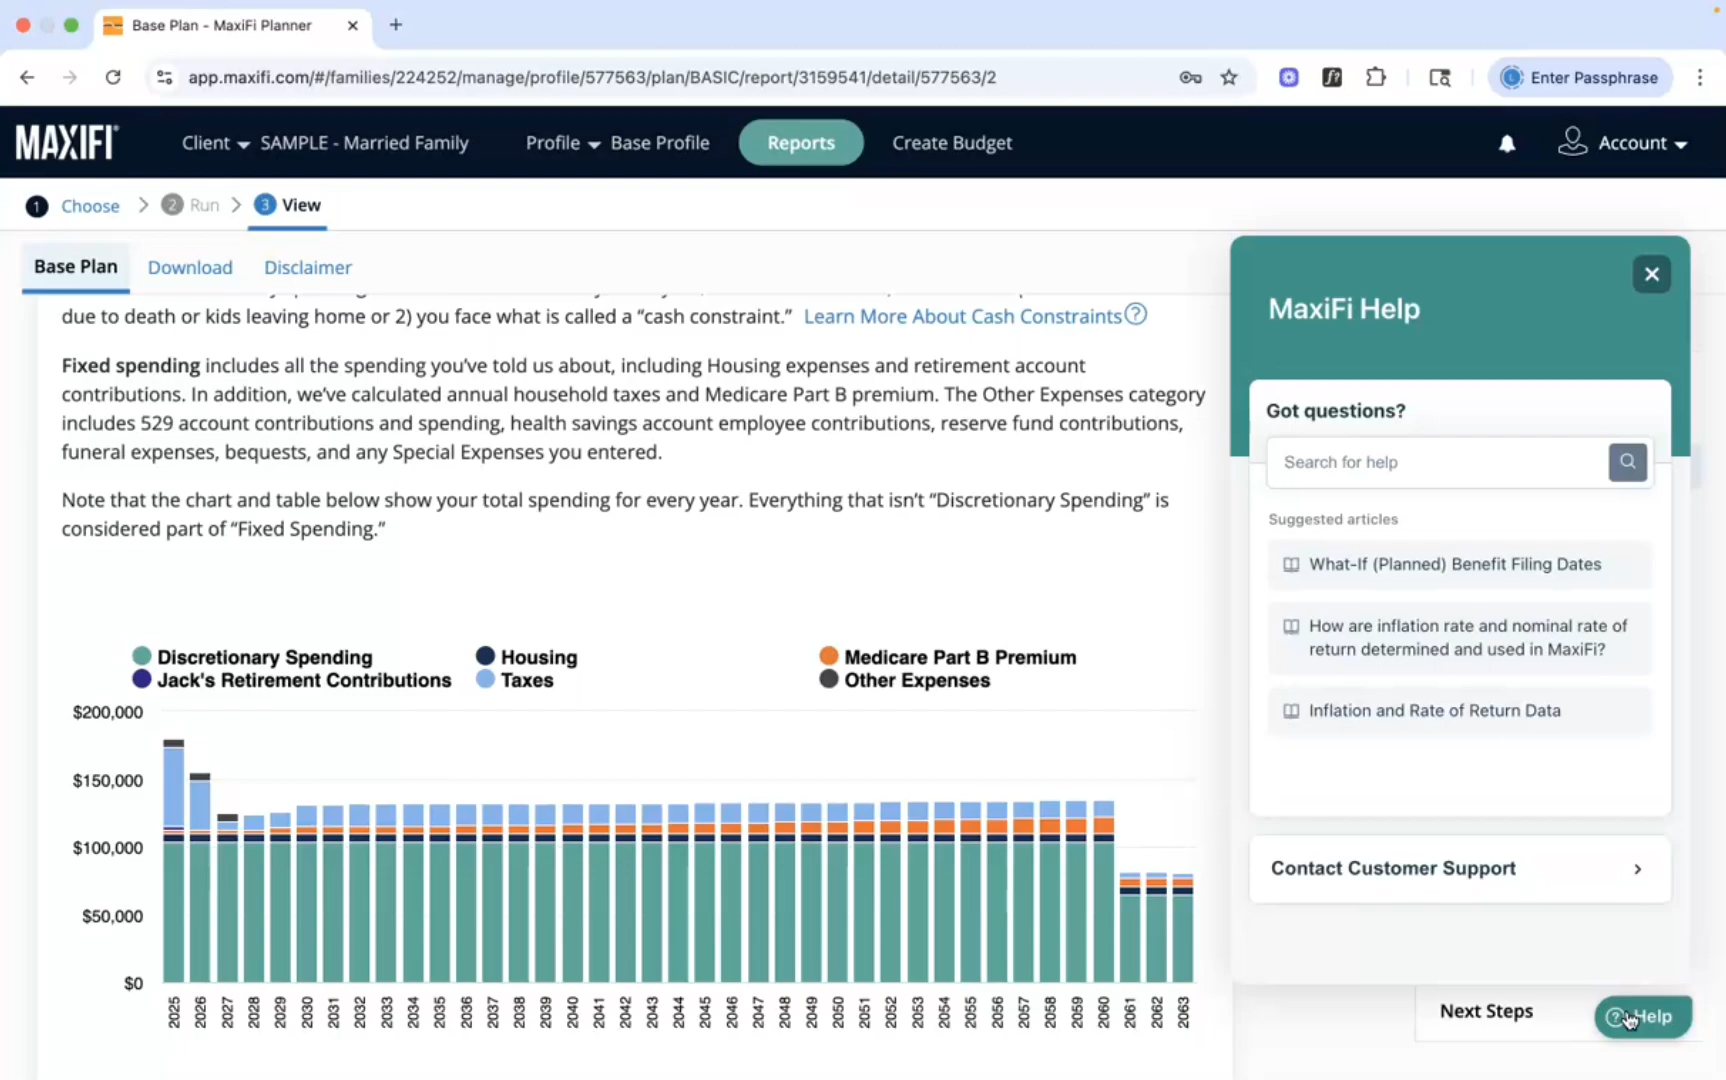 Base Plan - MaxiFi Planner
app.maxifi.com/#/families/224252/manage/profile/577563/plan/BASIC/report/3159541/detail/577563/2
Enter Passphrase
MAXIFI
Client SAMPLE - Married Family
Profile Base Profile
Reports
Create Budget
Account
1 Choose 2 Run 3 View
Base Plan Download Disclaimer
due to death or kids leaving home or 2) you face what is called a “cash constraint.” Learn More About Cash Constraints
Fixed spending includes all the spending you’ve told us about, including Housing expenses and retirement account
contributions. In addition, we’ve calculated annual household taxes and Medicare Part B premium. The Other Expenses category
includes 529 account contributions and spending, health savings account employee contributions, reserve fund contributions,
funeral expenses, bequests, and any Special Expenses you entered.
Note that the chart and table below show your total spending for every year. Everything that isn’t “Discretionary Spending” is
considered part of “Fixed Spending.”
Discretionary Spending Housing Medicare Part B Premium
Jack's Retirement Contributions Taxes Other Expenses
$200,000
$150,000
$100,000
$50,000
$0
2025 2026 2027 2028 2029 2030 2031 2032 2033 2034 2035 2036 2037 2038 2039 2040 2041 2042 2043 2044 2045 2046 2047 2048 2049 2050 2051 2052 2053 2054 2055 2056 2057 2058 2059 2060 2061 2062 2063
MaxiFi Help
Got questions?
Search for help
Suggested articles
What-If (Planned) Benefit Filing Dates
How are inflation rate and nominal rate of
return determined and used in MaxiFi?
Inflation and Rate of Return Data
Contact Customer Support
Next Steps
Help